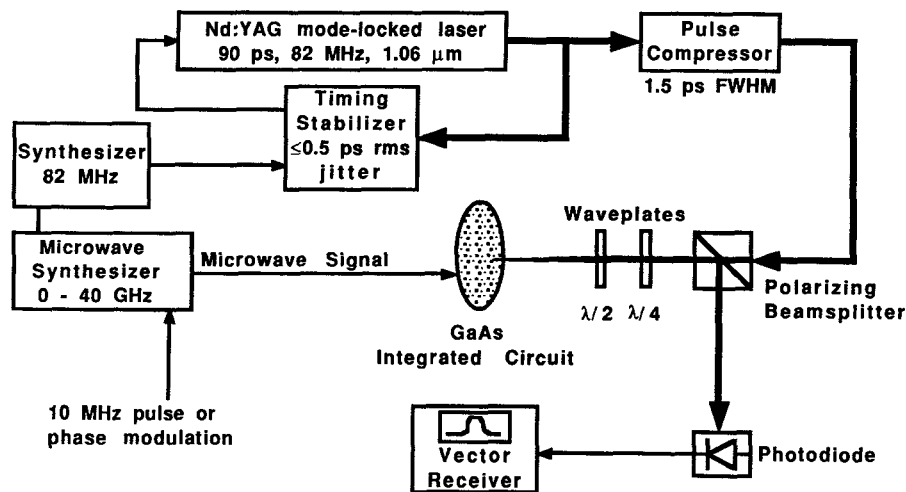 Nd:YAG mode-locked laser
90 ps, 82 MHz, 1.06 μm
Pulse
Compressor
1.5 ps FWHM
Timing
Stabilizer
≤0.5 ps rms
jitter
Synthesizer
82 MHz
Microwave
Synthesizer
0 - 40 GHz
Microwave Signal
Waveplates
λ/2 λ/4
Polarizing
Beamsplitter
GaAs
Integrated Circuit
10 MHz pulse or
phase modulation
Vector
Receiver
Photodiode